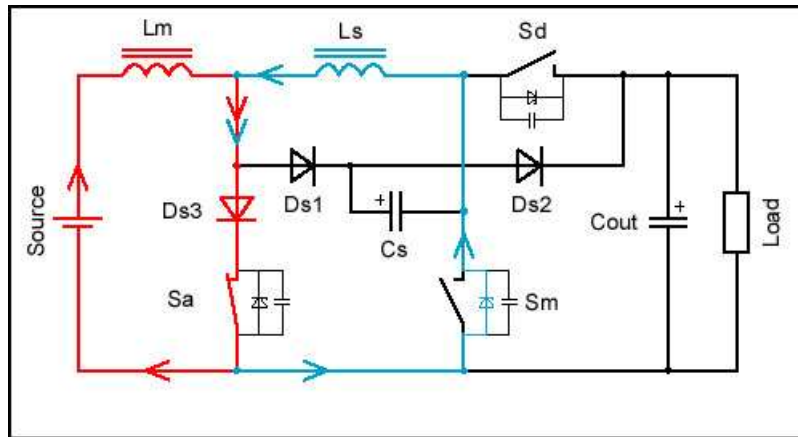 Lm Ls Sd
Ds3 Ds1 + Cs Ds2
Source Cout + Load
Sa Sm